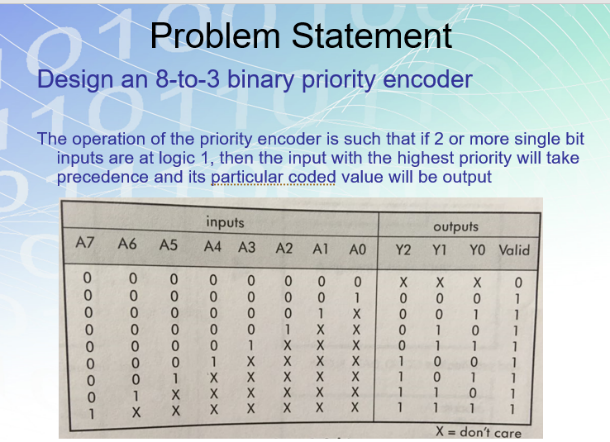 Problem Statement
Design an 8-to-3 binary priority encoder
The operation of the priority encoder is such that if 2 or more single bit
inputs are at logic 1, then the input with the highest priority will take
precedence and its particular coded value will be output
inputs outputs
A7 A6 A5 A4 A3 A2 A1 A0 Y2 Y1 Y0 Valid
0 0 0 0 0 0 0 0 X X X 0
0 0 0 0 0 0 0 1 0 0 0 1
0 0 0 0 0 0 1 X 0 0 1 1
0 0 0 0 0 1 X X 0 1 0 1
0 0 0 0 1 X X X 0 1 1 1
0 0 0 1 X X X X 1 0 0 1
0 0 1 X X X X X 1 0 1 1
0 1 X X X X X X 1 1 0 1
1 X X X X X X X 1 1 1 1
X = don't care